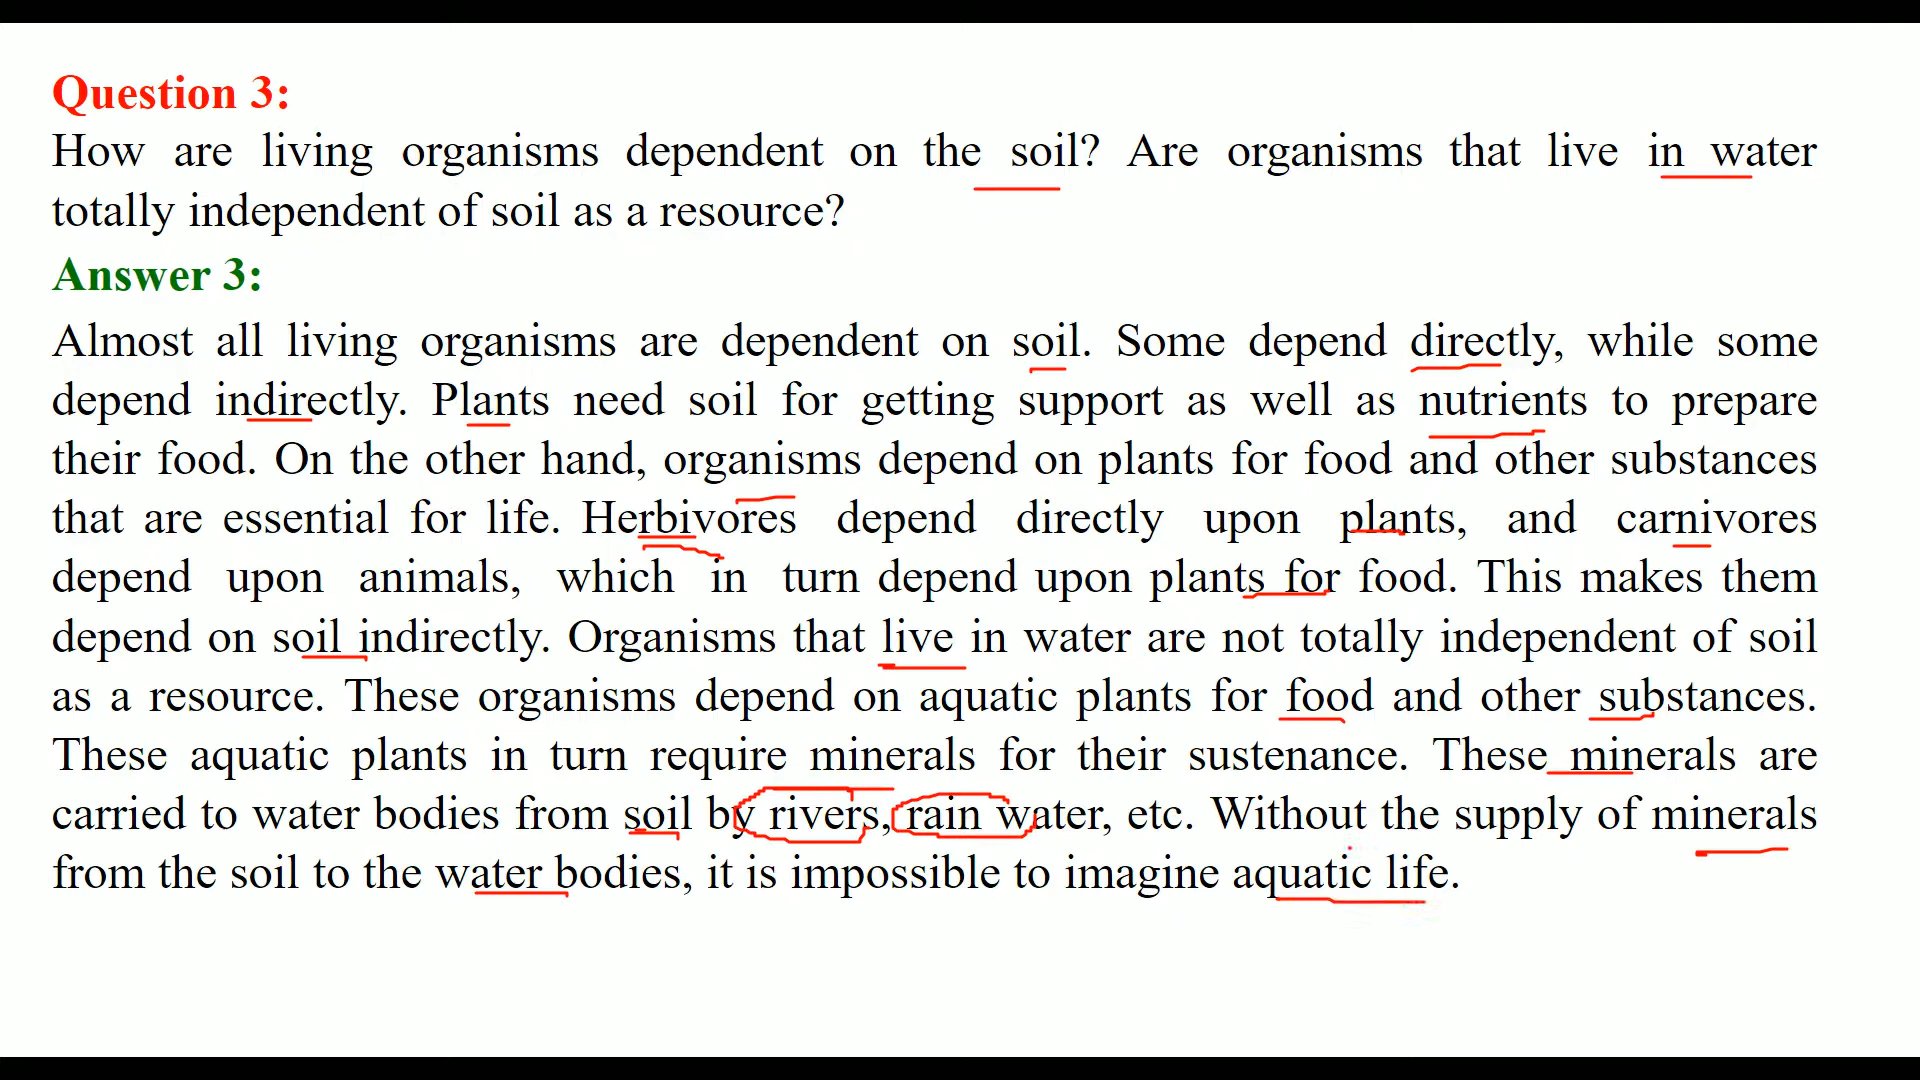 Question 3:
How are living organisms dependent on the soil? Are organisms that live in water
totally independent of soil as a resource?
Answer 3:
Almost all living organisms are dependent on soil. Some depend directly, while some
depend indirectly. Plants need soil for getting support as well as nutrients to prepare
their food. On the other hand, organisms depend on plants for food and other substances
that are essential for life. Herbivores depend directly upon plants, and carnivores
depend upon animals, which in turn depend upon plants for food. This makes them
depend on soil indirectly. Organisms that live in water are not totally independent of soil
as a resource. These organisms depend on aquatic plants for food and other substances.
These aquatic plants in turn require minerals for their sustenance. These minerals are
carried to water bodies from soil by rivers, rain water, etc. Without the supply of minerals
from the soil to the water bodies, it is impossible to imagine aquatic life.